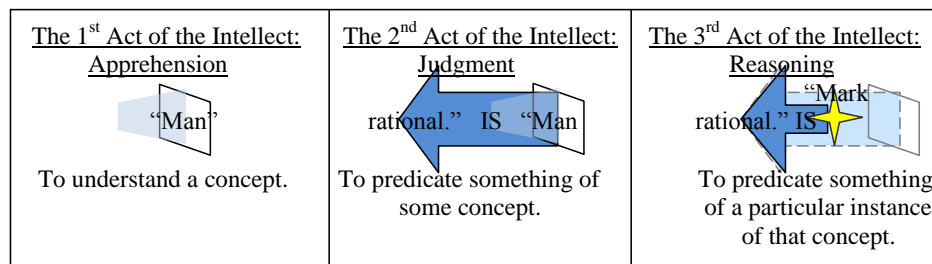 The 1st Act of the Intellect:
Apprehension
“Man”
To understand a concept.
The 2nd Act of the Intellect:
Judgment
rational.” IS “Man
To predicate something of
some concept.
The 3rd Act of the Intellect:
Reasoning
“Mark
rational.” IS
To predicate something
of a particular instance
of that concept.